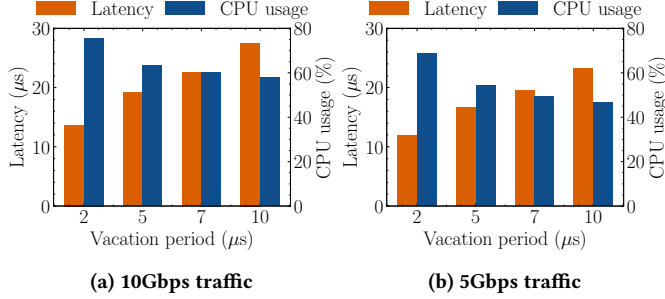 Latency CPU usage
30
20
10
0
Latency (μs)
80
60
40
20
0
CPU usage (%)
2 5 7 10
Vacation period (μs)
(a) 10Gbps traffic
Latency CPU usage
30
20
10
0
Latency (μs)
80
60
40
20
0
CPU usage (%)
2 5 7 10
Vacation period (μs)
(b) 5Gbps traffic